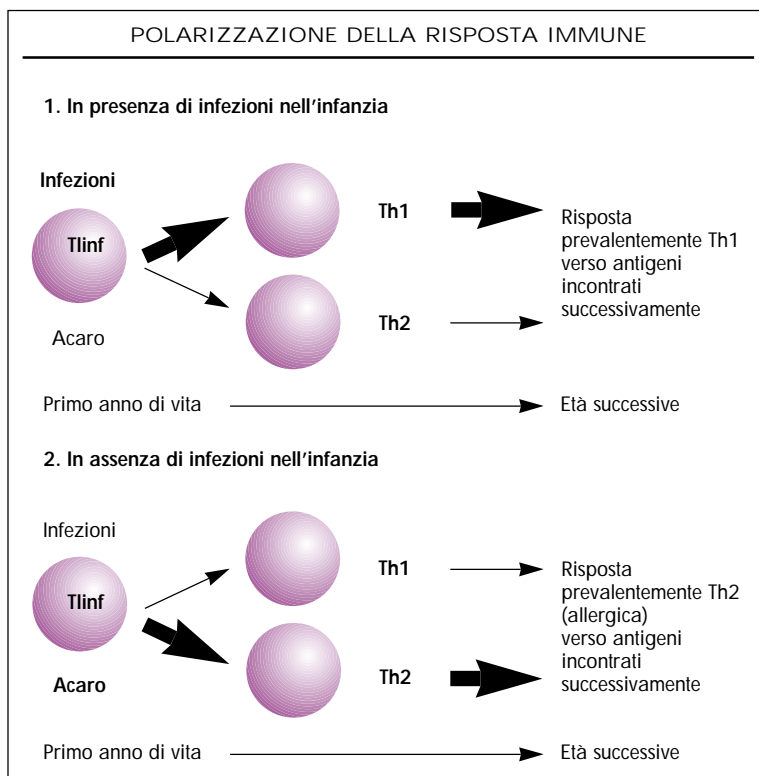 POLARIZZAZIONE DELLA RISPOSTA IMMUNE
1. In presenza di infezioni nell'infanzia
Infezioni
Tlinf
Acaro
Th1
Th2
Risposta
prevalentemente Th1
verso antigeni
incontrati
successivamente
Primo anno di vita
Età successive
2. In assenza di infezioni nell'infanzia
Infezioni
Tlinf
Acaro
Th1
Th2
Risposta
prevalentemente Th2
(allergica)
verso antigeni
incontrati
successivamente
Primo anno di vita
Età successive